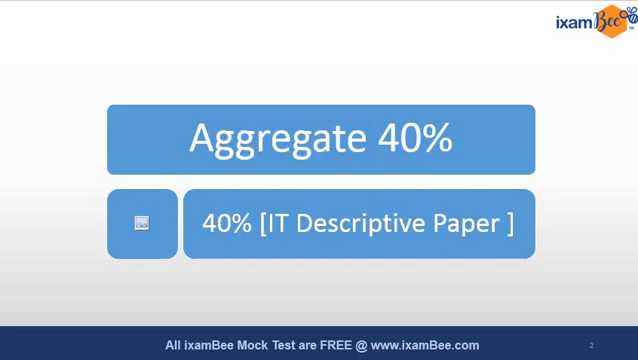 ixamBee
Aggregate 40%
40% [IT Descriptive Paper ]
All ixamBee Mock Test are FREE @ www.ixamBee.com
2